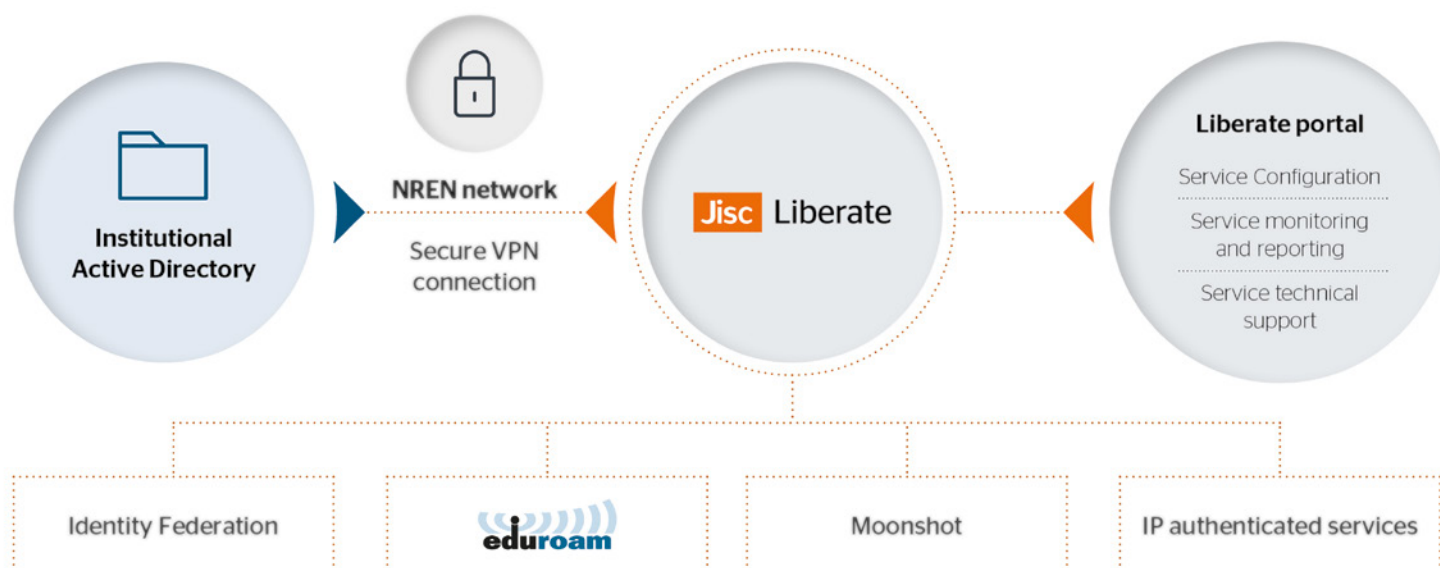 Institutional
Active Directory
NREN network
Secure VPN
connection
Jisc Liberate
Liberate portal
Service Configuration
Service monitoring
and reporting
Service technical
support
Identity Federation
eduroam
Moonshot
IP authenticated services